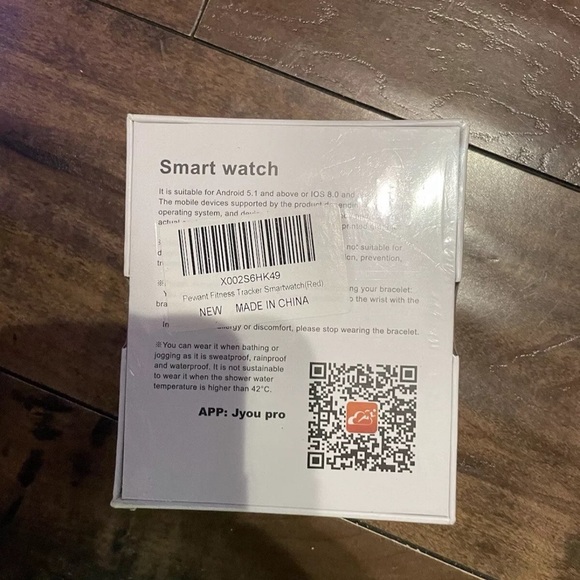 Smart watch
It is suitable for Android 5.1 and above or IOS 8.0 and
The mobile devices supported by the product
operating system, and
not suitable for
prevention,
X002S6HK49
Pewant Fitness Tracker Smartwatch(Red)
NEW MADE IN CHINA
ng your bracelet:
bra o the wrist with the
In or discomfort, please stop wearing the bracelet.
※You can wear it when bathing or
jogging as it is sweatproof, rainproof
and waterproof. It is not sustainable
to wear it when the shower water
temperature is higher than 42°C.
APP: Jyou pro